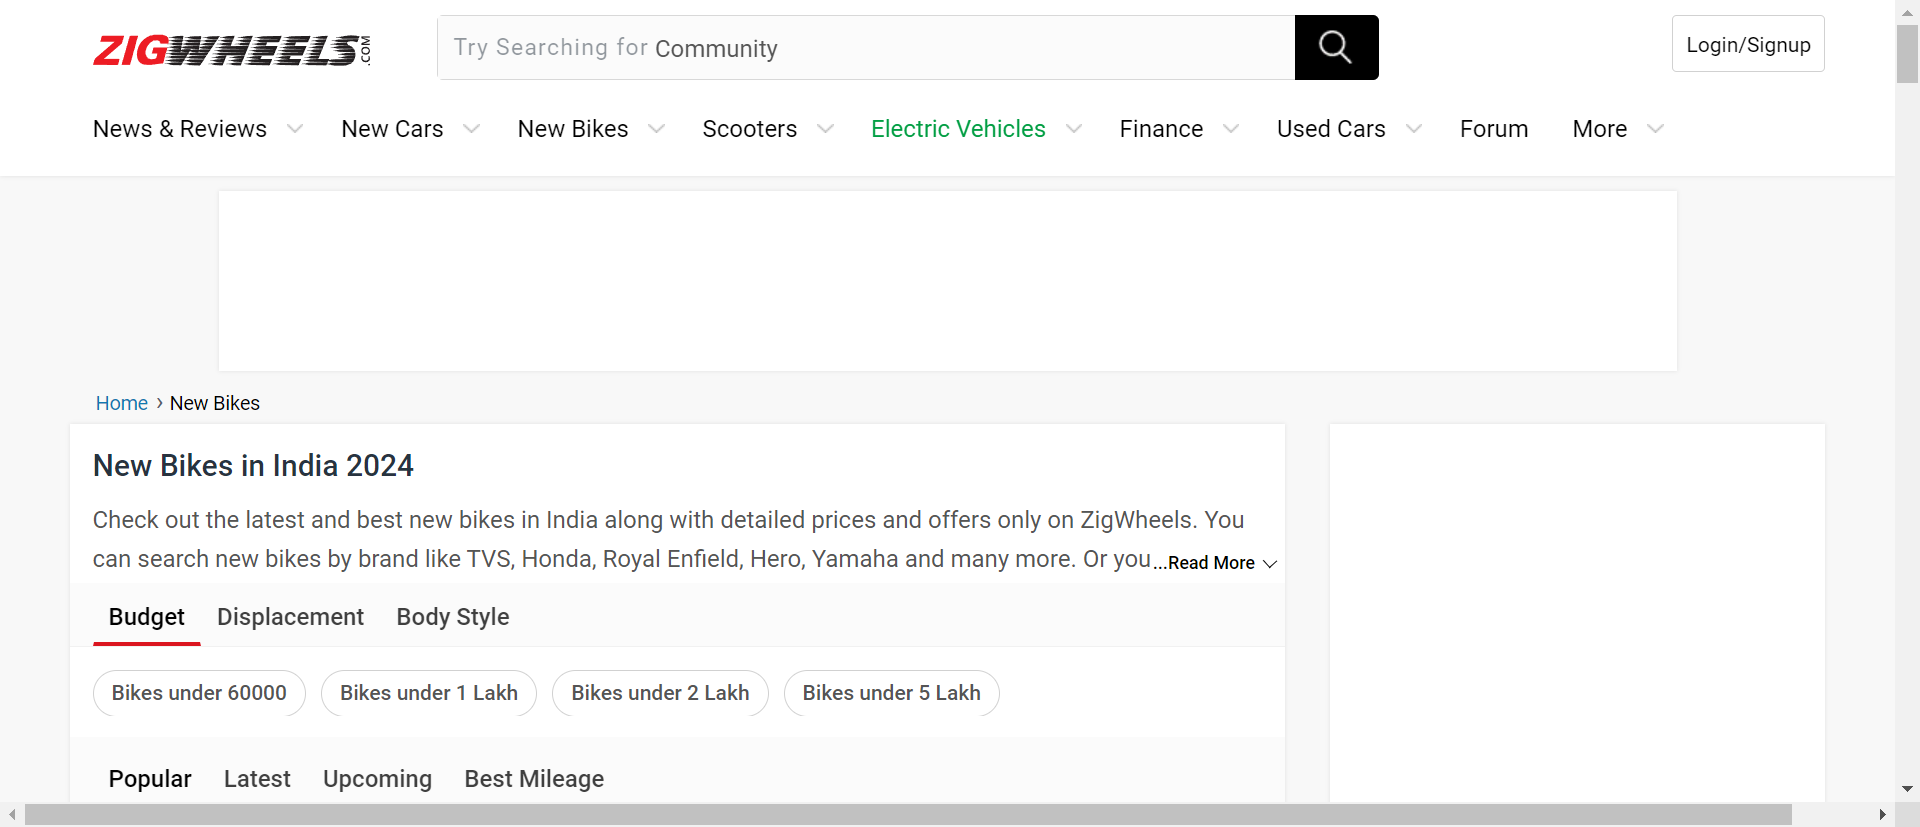 ZIGWHEELS.COM
Try Searching for Community
Login/Signup
News & Reviews New Cars New Bikes Scooters Electric Vehicles Finance Used Cars Forum More
Home › New Bikes
New Bikes in India 2024
Check out the latest and best new bikes in India along with detailed prices and offers only on ZigWheels. You
can search new bikes by brand like TVS, Honda, Royal Enfield, Hero, Yamaha and many more. Or you...Read More
Budget Displacement Body Style
Bikes under 60000 Bikes under 1 Lakh Bikes under 2 Lakh Bikes under 5 Lakh
Popular Latest Upcoming Best Mileage